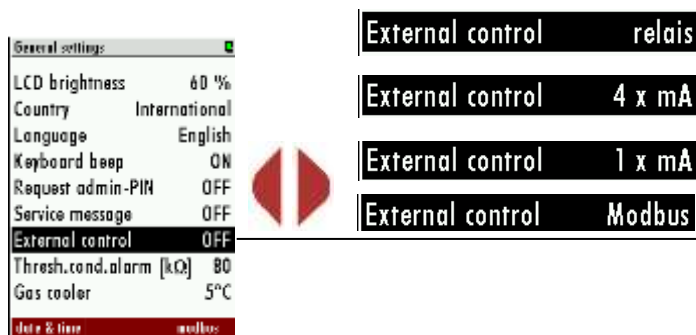 General settings
LCD brightness 60 %
Country International
Language English
Keyboard beep ON
Request admin-PIN OFF
Service message OFF
External control OFF
Thresh.cond.alarm [kΩ] 80
Gas cooler 5°C
date & time modbus
External control relais
External control 4 x mA
External control 1 x mA
External control Modbus